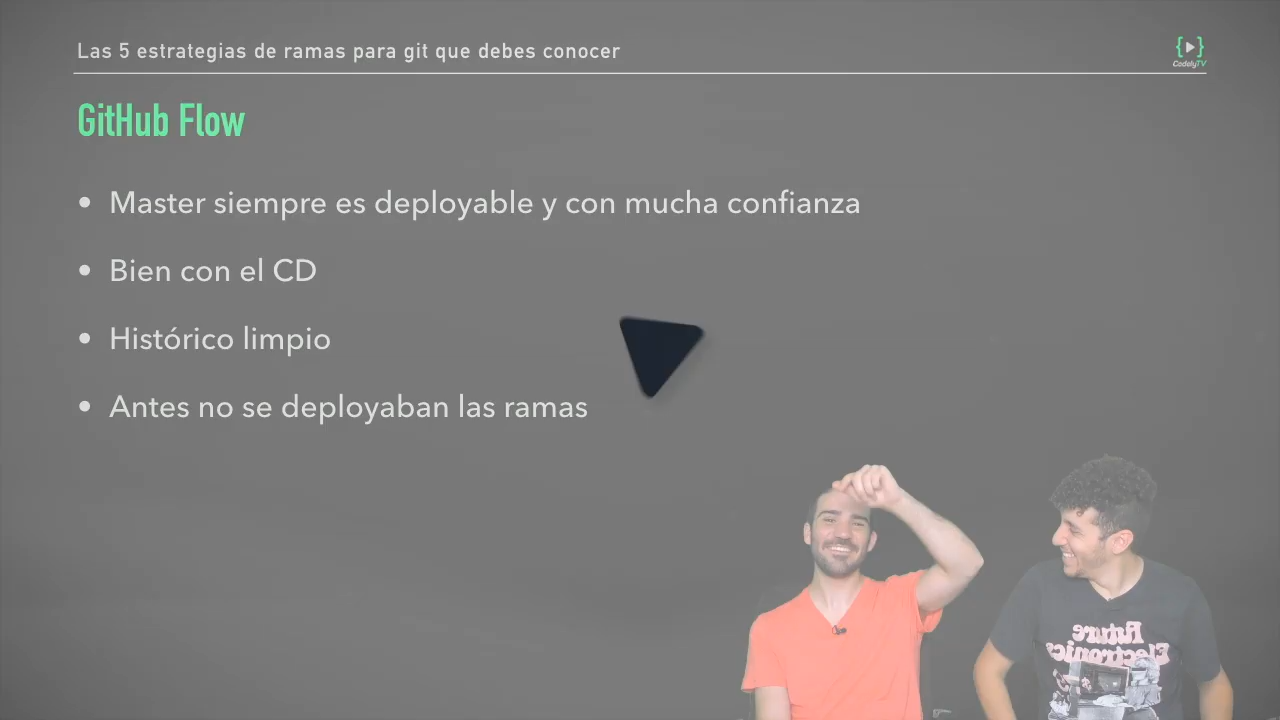 Las 5 estrategias de ramas para git que debes conocer
CodelyTV
GitHub Flow
• Master siempre es deployable y con mucha confianza
• Bien con el CD
• Histórico limpio
• Antes no se deployaban las ramas
Future
Electronics